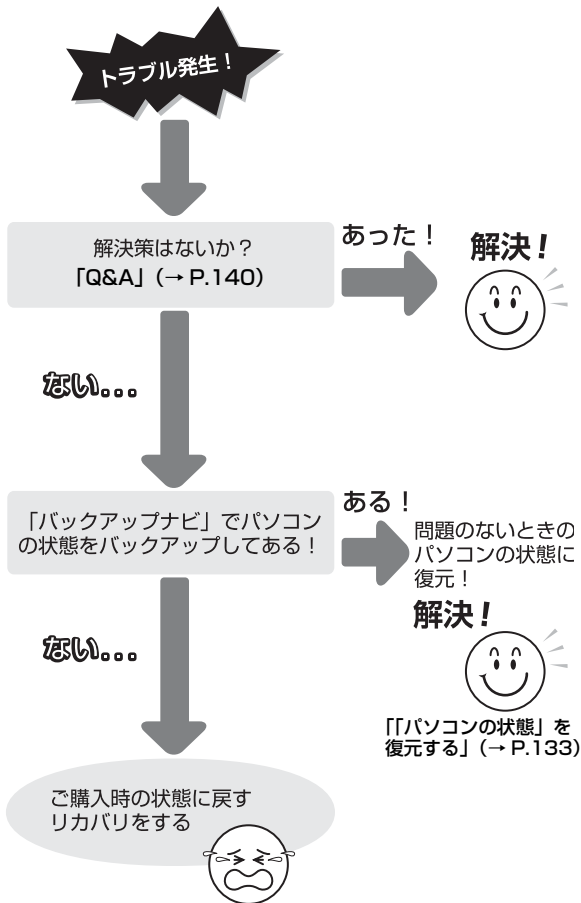 トラブル発生！
解決策はないか？
「Q&A」（→ P.140）
あった！
解決！
ない...
「バックアップナビ」でパソコン
の状態をバックアップしてある！
ある！
問題のないときの
パソコンの状態に
復元！
解決！
「「パソコンの状態」を
復元する」（→ P.133）
ない...
ご購入時の状態に戻す
リカバリをする